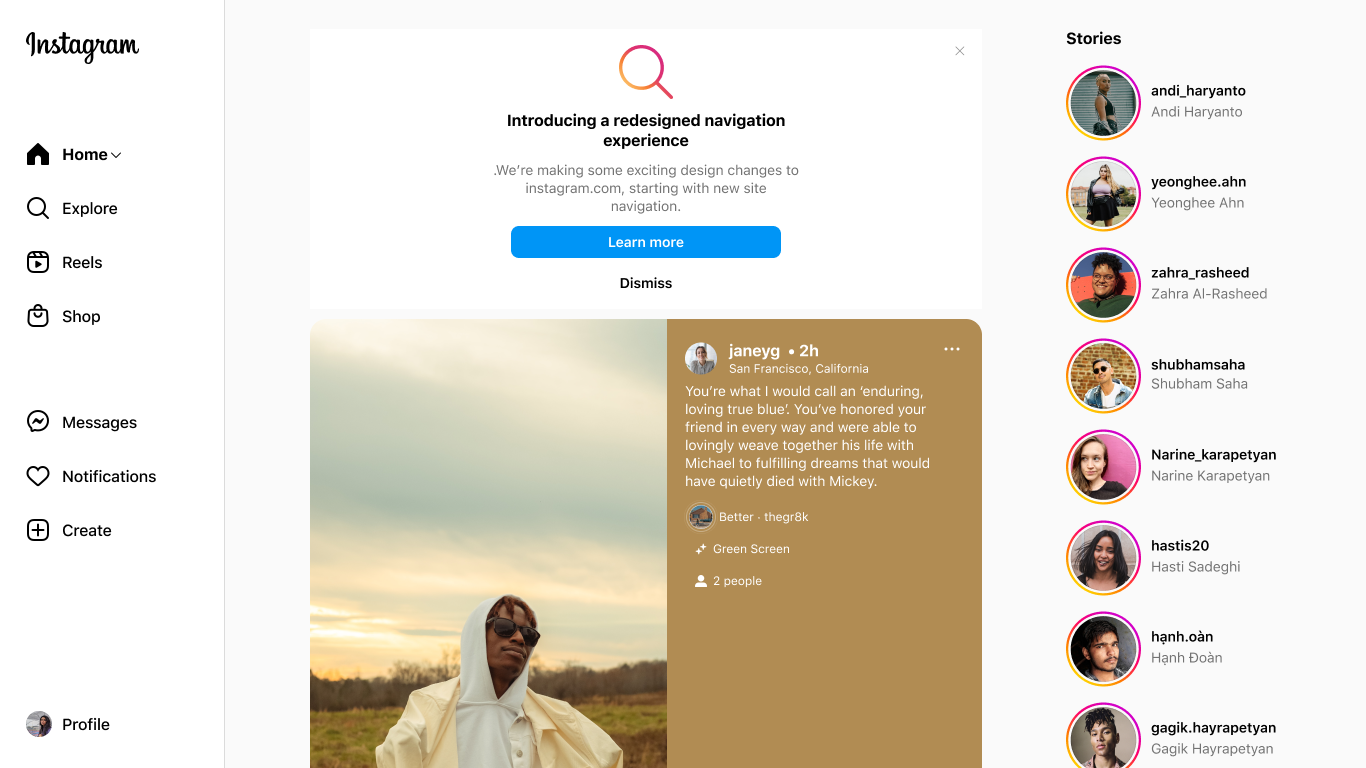 Instagram
Home
Explore
Reels
Shop
Messages
Notifications
Create
Profile
Introducing a redesigned navigation
experience
.We’re making some exciting design changes to
instagram.com, starting with new site
navigation.
Learn more
Dismiss
janeyg • 2h
San Francisco, California
You’re what I would call an ‘enduring,
loving true blue’. You’ve honored your
friend in every way and were able to
lovingly weave together his life with
Michael to fulfilling dreams that would
have quietly died with Mickey.
Better · thegr8k
Green Screen
2 people
Stories
andi_haryanto
Andi Haryanto
yeonghee.ahn
Yeonghee Ahn
zahra_rasheed
Zahra Al-Rasheed
shubhamsaha
Shubham Saha
Narine_karapetyan
Narine Karapetyan
hastis20
Hasti Sadeghi
hạnh.oàn
Hạnh Đoàn
gagik.hayrapetyan
Gagik Hayrapetyan